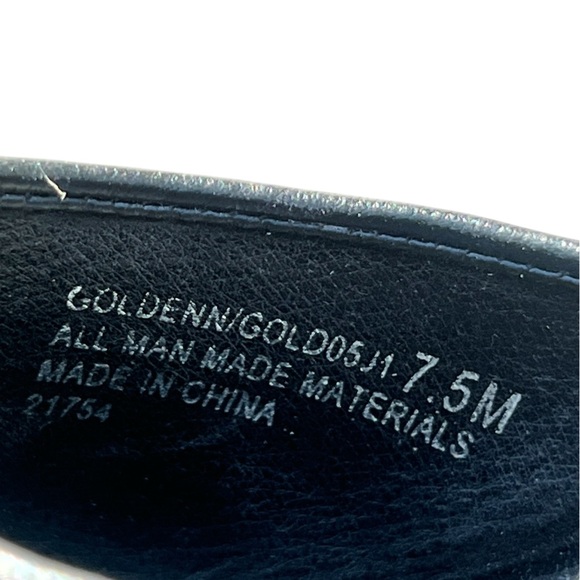 GOLDENN/GOLD05J1- 7.5M
ALL MAN MADE MATERIALS
MADE IN CHINA
21754